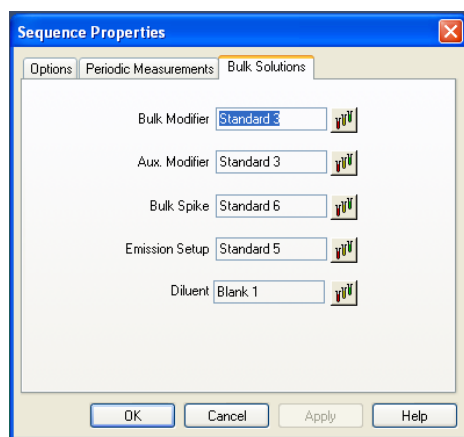 Sequence Properties
Options Periodic Measurements Bulk Solutions
Bulk Modifier Standard 3
Aux. Modifier Standard 3
Bulk Spike Standard 6
Emission Setup Standard 5
Diluent Blank 1
OK Cancel Apply Help